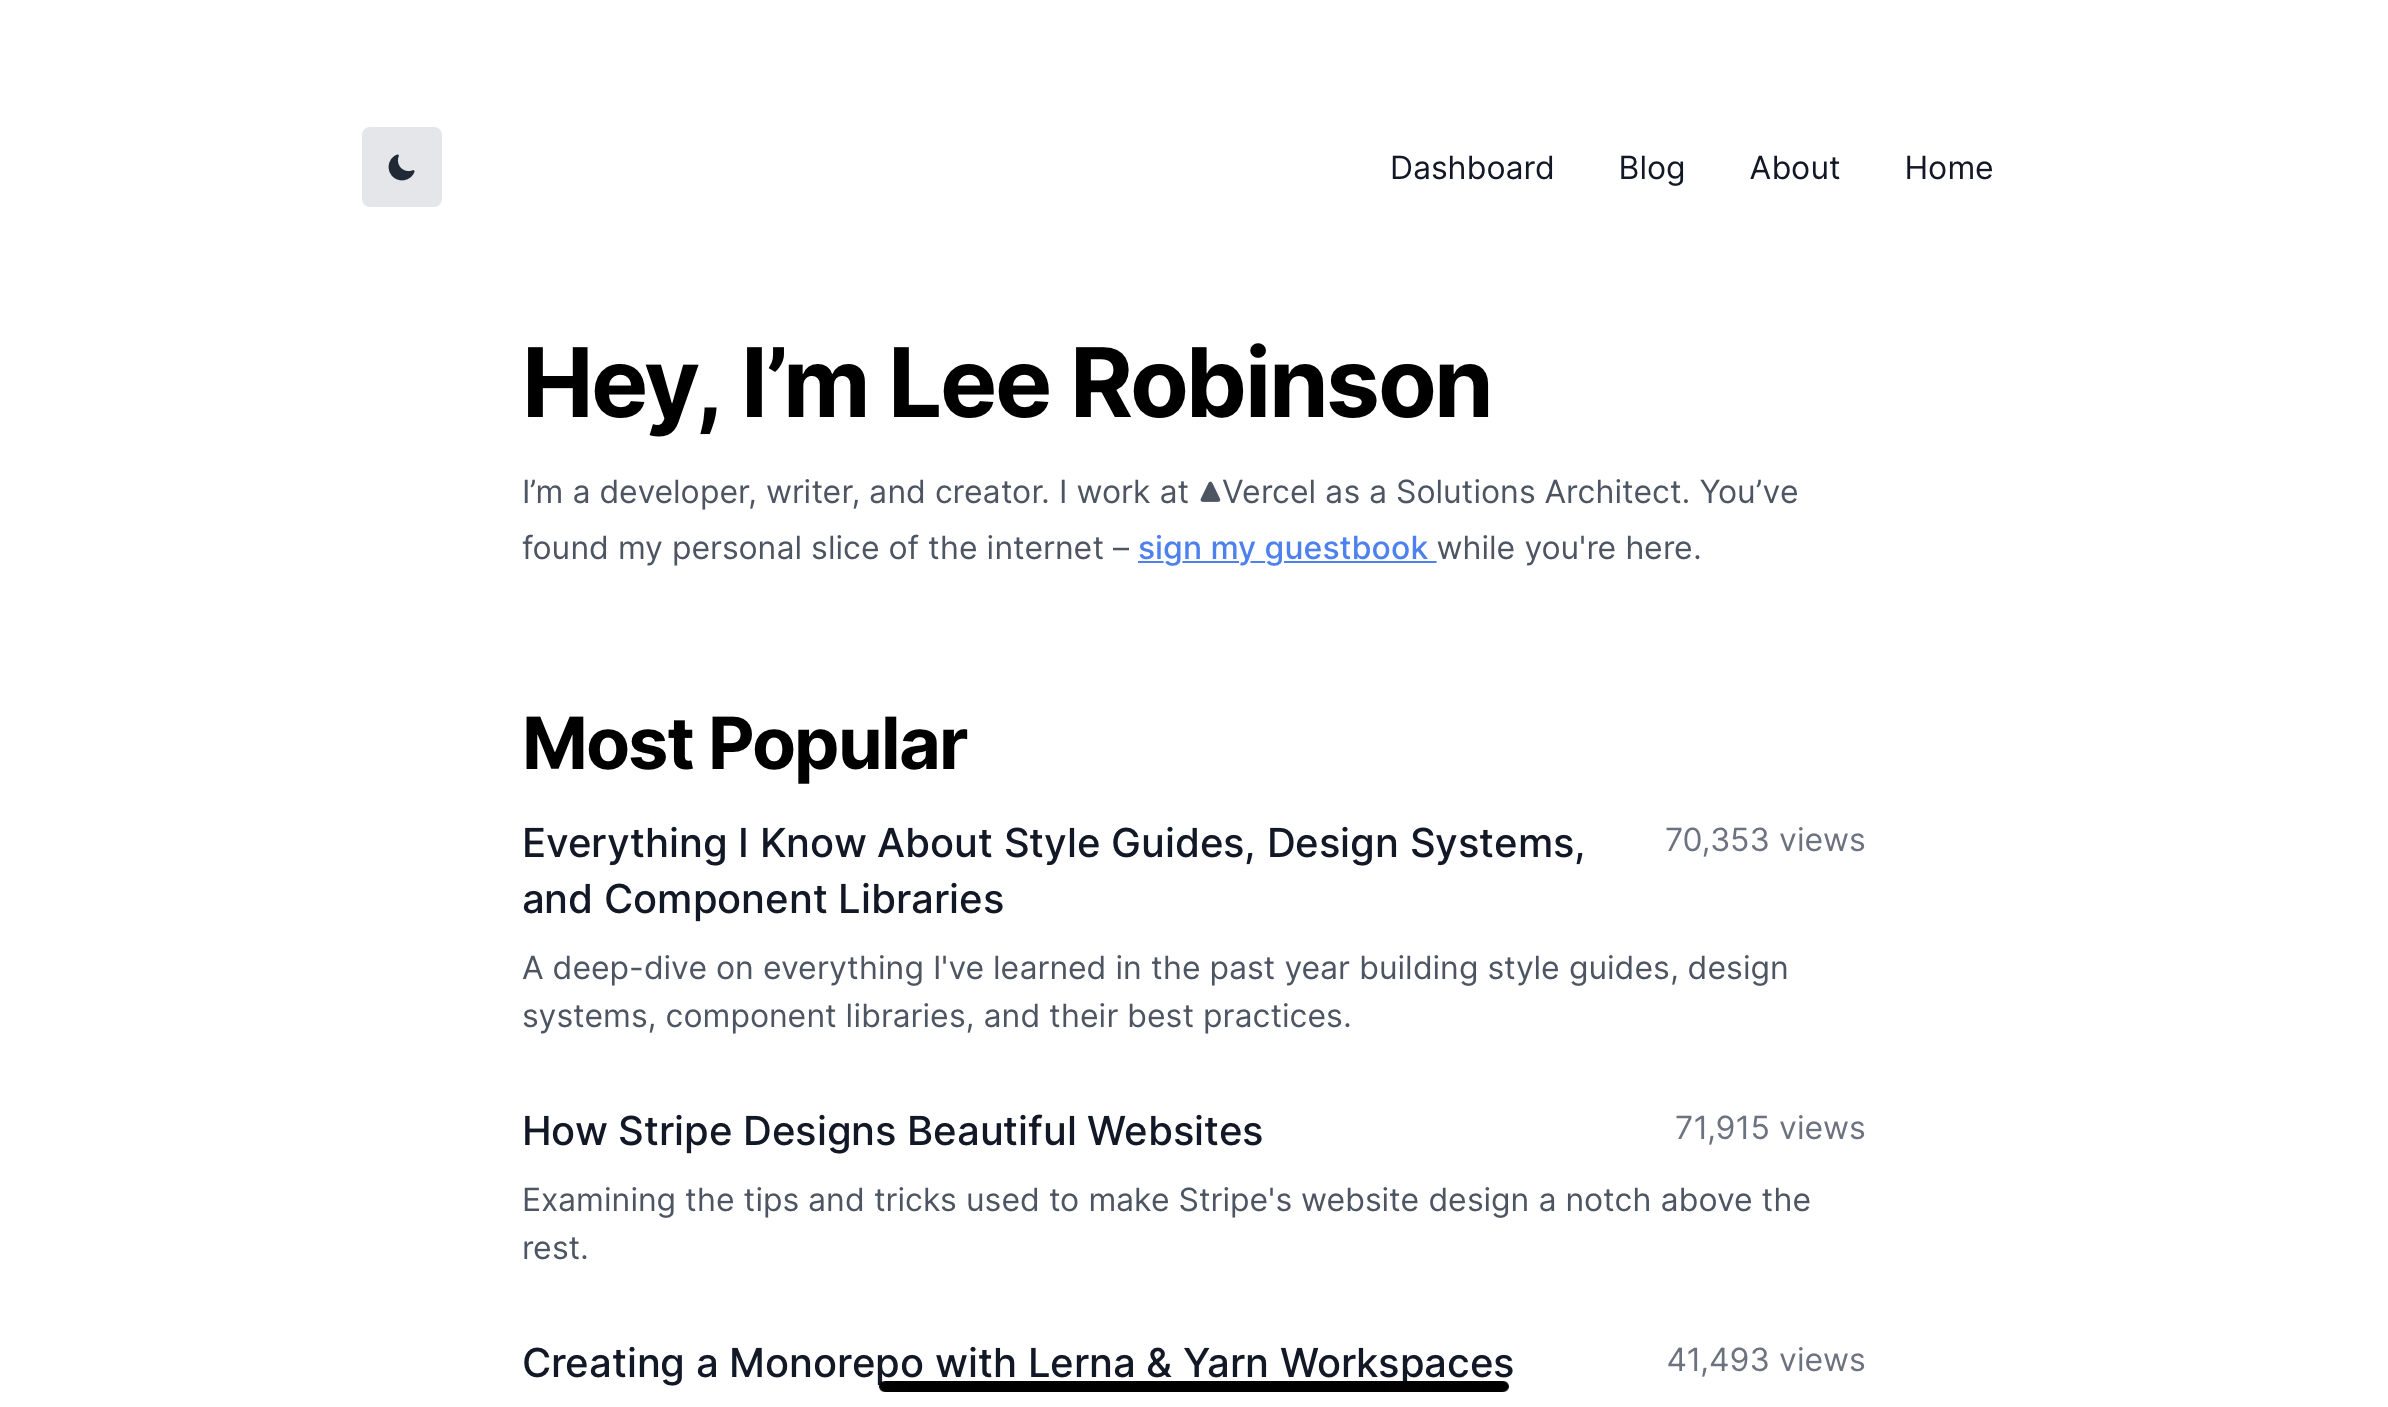 Dashboard Blog About Home
Hey, I’m Lee Robinson
I’m a developer, writer, and creator. I work at ▲Vercel as a Solutions Architect. You’ve
found my personal slice of the internet – sign my guestbook while you're here.
Most Popular
Everything I Know About Style Guides, Design Systems, 70,353 views
and Component Libraries
A deep-dive on everything I've learned in the past year building style guides, design
systems, component libraries, and their best practices.
How Stripe Designs Beautiful Websites 71,915 views
Examining the tips and tricks used to make Stripe's website design a notch above the
rest.
Creating a Monorepo with Lerna & Yarn Workspaces 41,493 views